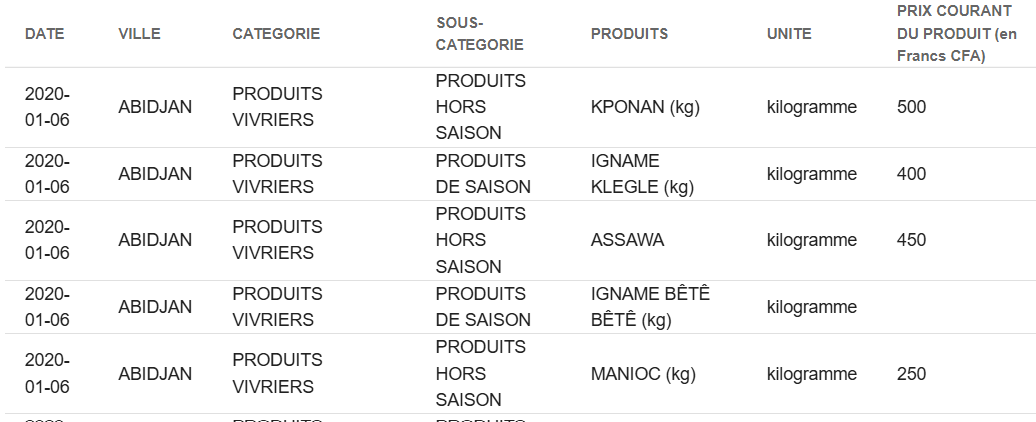 DATE VILLE CATEGORIE SOUS-CATEGORIE PRODUITS UNITE PRIX COURANT DU PRODUIT (en Francs CFA)
2020-01-06 ABIDJAN PRODUITS VIVRIERS PRODUITS HORS SAISON KPONAN (kg) kilogramme 500
2020-01-06 ABIDJAN PRODUITS VIVRIERS PRODUITS DE SAISON IGNAME KLEGLE (kg) kilogramme 400
2020-01-06 ABIDJAN PRODUITS VIVRIERS PRODUITS HORS SAISON ASSAWA kilogramme 450
2020-01-06 ABIDJAN PRODUITS VIVRIERS PRODUITS DE SAISON IGNAME BÊTÊ BÊTÊ (kg) kilogramme
2020-01-06 ABIDJAN PRODUITS VIVRIERS PRODUITS HORS SAISON MANIOC (kg) kilogramme 250